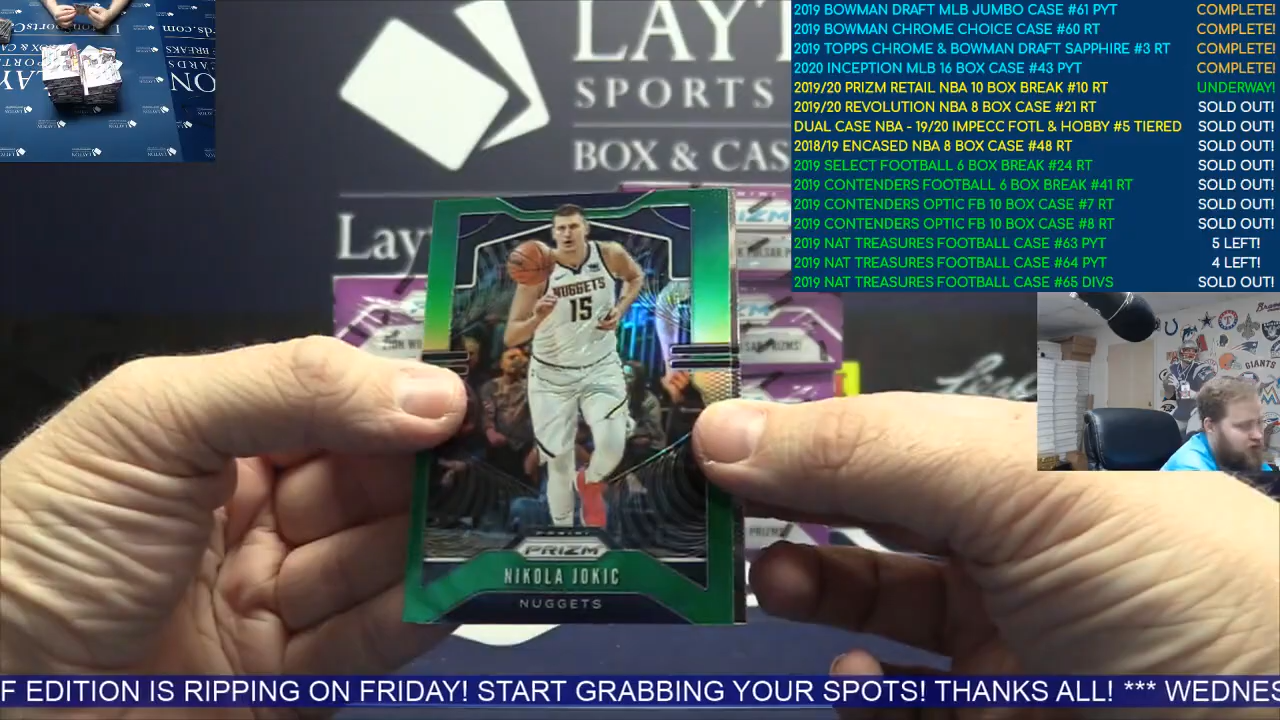 2019 BOWMAN DRAFT MLB JUMBO CASE #61 PYT COMPLETE!
2019 BOWMAN CHROME CHOICE CASE #60 RT COMPLETE!
2019 TOPPS CHROME & BOWMAN DRAFT SAPPHIRE #3 RT COMPLETE!
2020 INCEPTION MLB 16 BOX CASE #43 PYT COMPLETE!
2019/20 PRIZM RETAIL NBA 10 BOX BREAK #10 RT UNDERWAY!
2019/20 REVOLUTION NBA 8 BOX CASE #21 RT SOLD OUT!
DUAL CASE NBA - 19/20 IMPECC FOTL & HOBBY #5 TIERED SOLD OUT!
2018/19 ENCASED NBA 8 BOX CASE #48 RT SOLD OUT!
2019 SELECT FOOTBALL 6 BOX BREAK #24 RT SOLD OUT!
2019 CONTENDERS FOOTBALL 6 BOX BREAK #41 RT SOLD OUT!
2019 CONTENDERS OPTIC FB 10 BOX CASE #7 RT SOLD OUT!
2019 CONTENDERS OPTIC FB 10 BOX CASE #8 RT SOLD OUT!
2019 NAT TREASURES FOOTBALL CASE #63 PYT 5 LEFT!
2019 NAT TREASURES FOOTBALL CASE #64 PYT 4 LEFT!
2019 NAT TREASURES FOOTBALL CASE #65 DIVS SOLD OUT!
LAYT
SPORTS
BOX & CAS
Layt
NUGGETS
15
PANINI
PRIZM
NIKOLA JOKIC
NUGGETS
GIANTS
F EDITION IS RIPPING ON FRIDAY! START GRABBING YOUR SPOTS! THANKS ALL! *** WEDNES